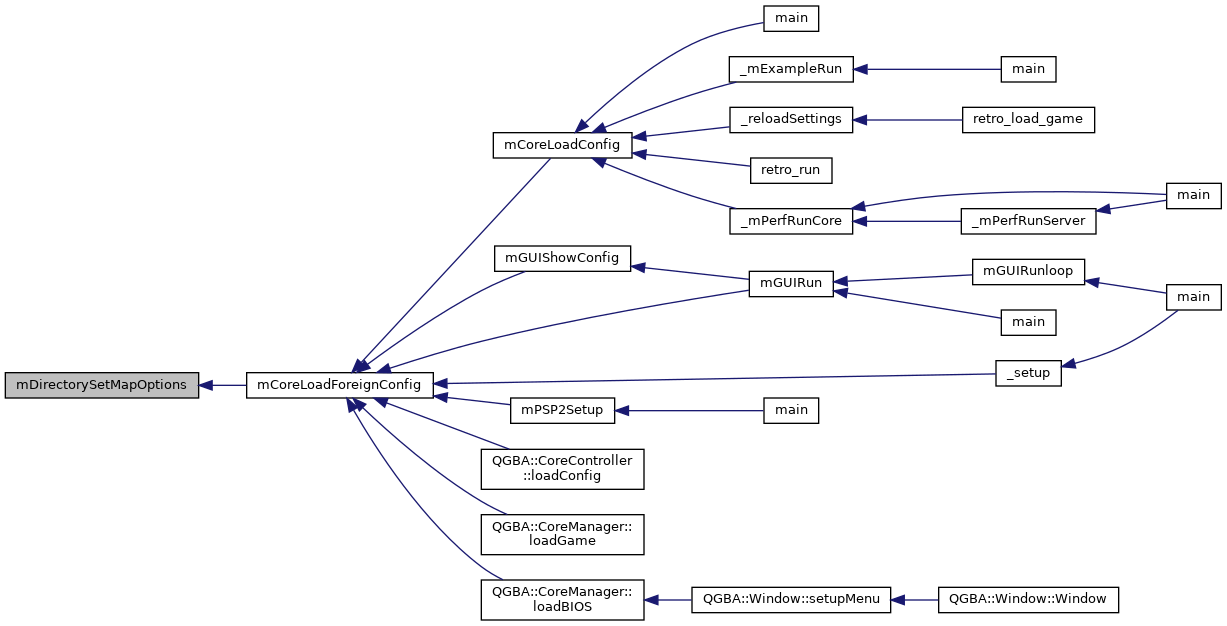 main
_mExampleRun
main
_reloadSettings
retro_load_game
mCoreLoadConfig
retro_run
_mPerfRunCore
_mPerfRunServer
main
mGUIShowConfig
mGUIRun
mGUIRunloop
main
main
_setup
mDirectorySetMapOptions
mCoreLoadForeignConfig
mPSP2Setup
main
QGBA::CoreController
::loadConfig
QGBA::CoreManager::
loadGame
QGBA::CoreManager::
loadBIOS
QGBA::Window::setupMenu
QGBA::Window::Window